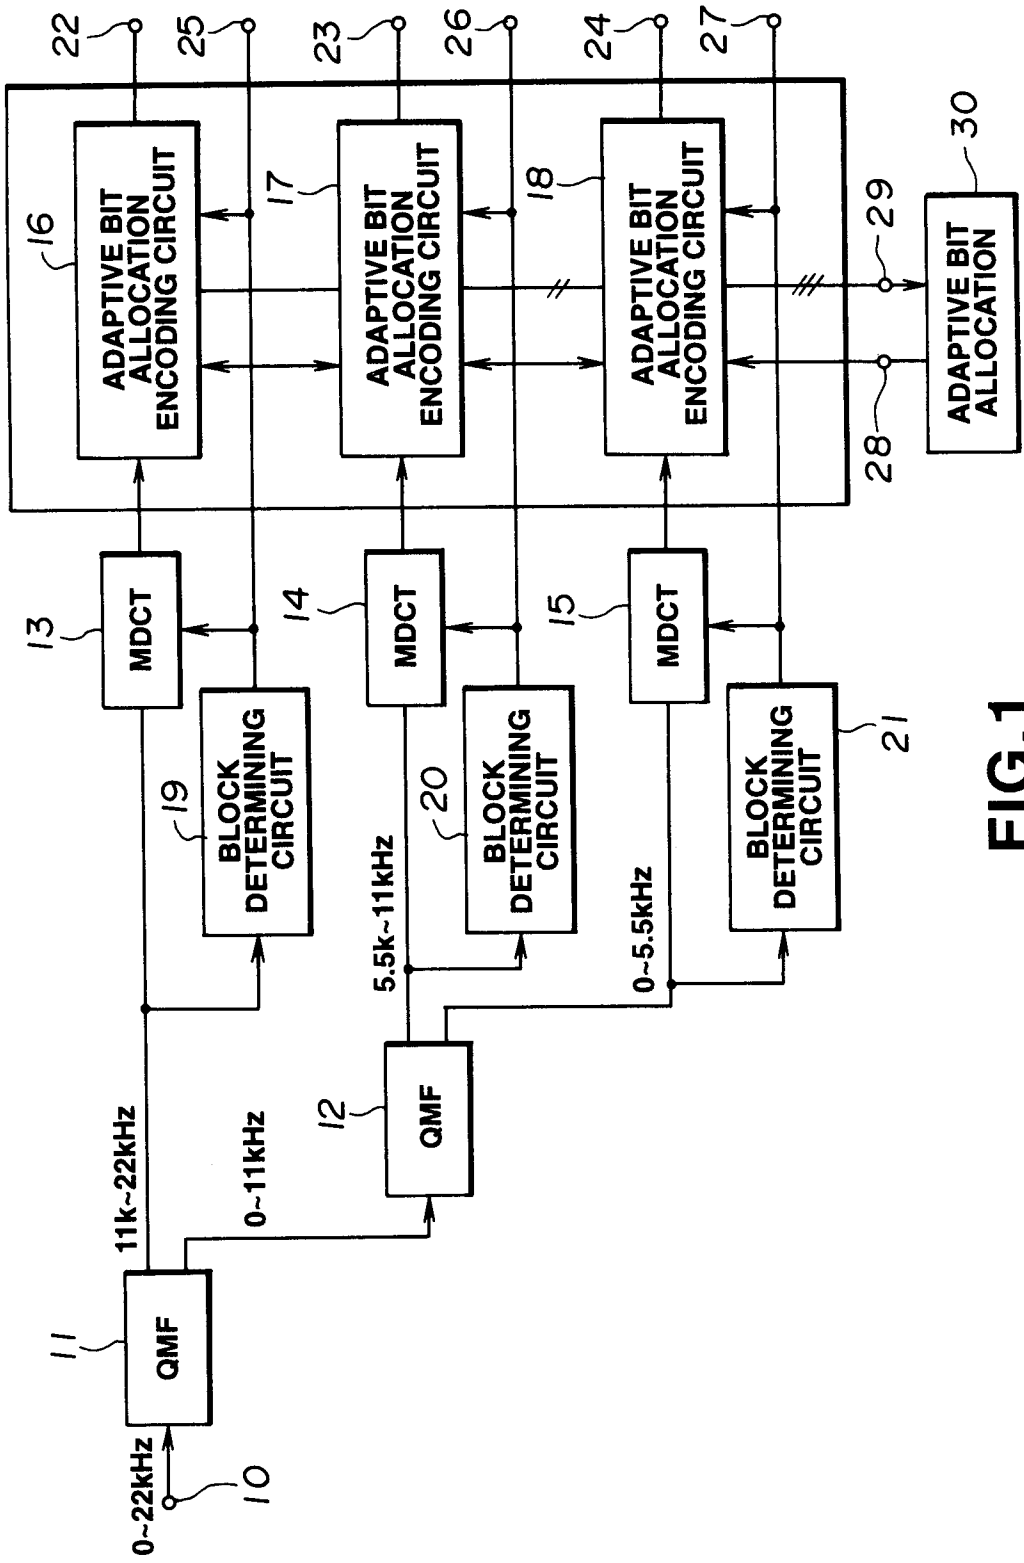 0~22kHz
10
11
QMF
11k~22kHz
0~11kHz
12
QMF
5.5k~11kHz
0~5.5kHz
13
MDCT
19
BLOCK
DETERMINING
CIRCUIT
14
MDCT
20
BLOCK
DETERMINING
CIRCUIT
15
MDCT
BLOCK
DETERMINING
CIRCUIT
21
16
ADAPTIVE BIT
ALLOCATION
ENCODING CIRCUIT
17
ADAPTIVE BIT
ALLOCATION
ENCODING CIRCUIT
18
ADAPTIVE BIT
ALLOCATION
ENCODING CIRCUIT
22
25
23
26
24
27
28
29
30
ADAPTIVE BIT
ALLOCATION
FIG.1